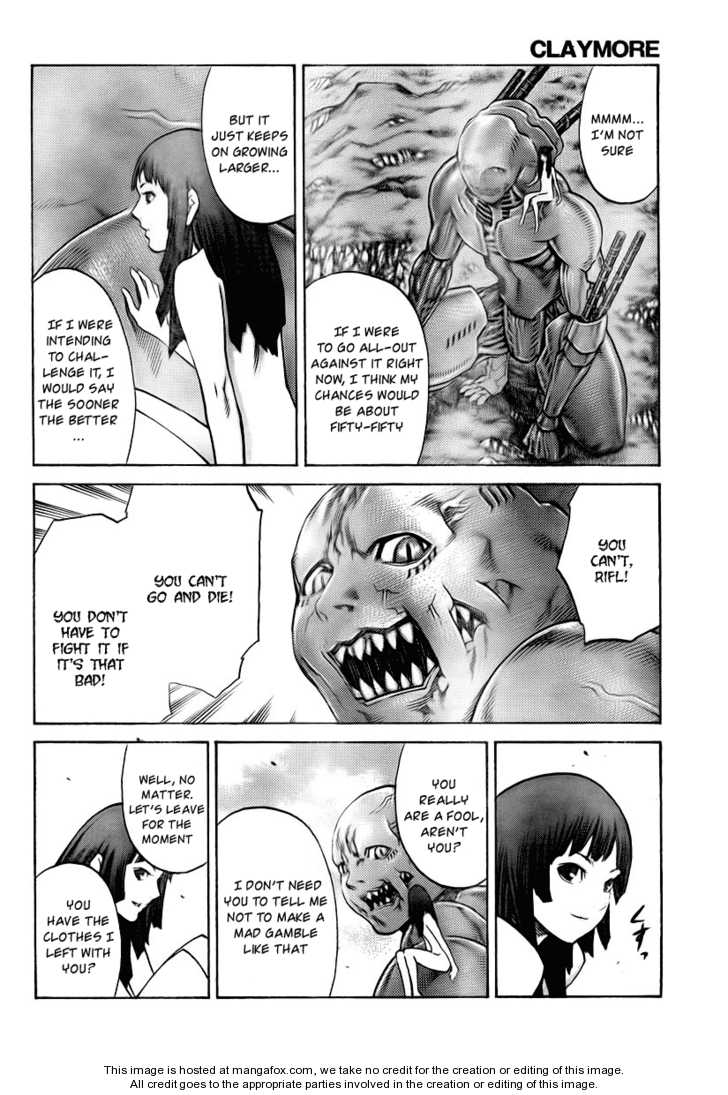 CLAYMORE
MMMM...
I'M NOT
SURE
IF I WERE
TO GO ALL-OUT
AGAINST IT RIGHT
NOW, I THINK MY
CHANCES WOULD
BE ABOUT
FIFTY-FIFTY
BUT IT
JUST KEEPS
ON GROWING
LARGER...
IF I WERE
INTENDING
TO CHAL-
LENGE IT, I
WOULD SAY
THE SOONER
THE BETTER
...
YOU
CAN'T,
RIFL!
YOU CAN'T
GO AND DIE!
YOU DON'T
HAVE TO
FIGHT IT IF
IT'S THAT
BAD!
YOU
REALLY
ARE A FOOL,
AREN'T
YOU?
I DON'T NEED
YOU TO TELL ME
NOT TO MAKE A
MAD GAMBLE
LIKE THAT
WELL, NO
MATTER.
LET'S LEAVE
FOR THE
MOMENT
YOU
HAVE THE
CLOTHES I
LEFT WITH
YOU?
This image is hosted at mangafox.com, we take no credit for the creation or editing of this image.
All credit goes to the appropriate parties involved in the creation or editing of this image.